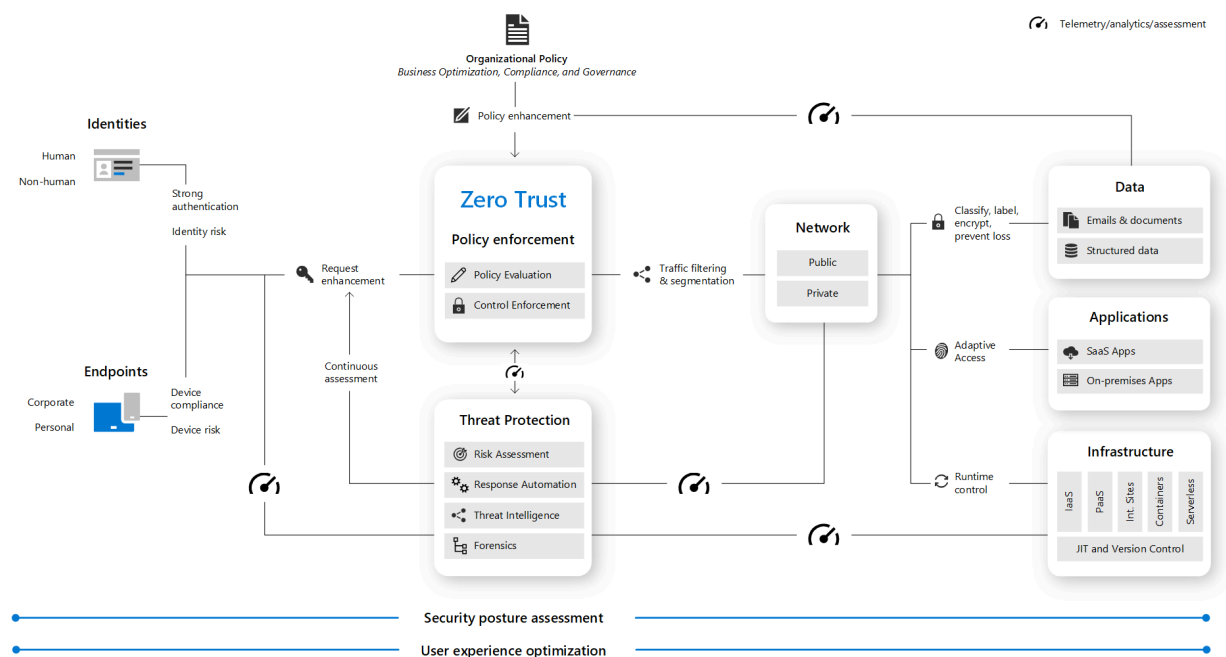 Telemetry/analytics/assessment
Organizational Policy
Business Optimization, Compliance, and Governance
Policy enhancement
Identities
Human
Non-human
Strong
authentication
Identity risk
Endpoints
Corporate
Personal
Device
compliance
Device risk
Request
enhancement
Continuous
assessment
Zero Trust
Policy enforcement
Policy Evaluation
Control Enforcement
Threat Protection
Risk Assessment
Response Automation
Threat Intelligence
Forensics
Traffic filtering
& segmentation
Network
Public
Private
Classify, label,
encrypt,
prevent loss
Adaptive
Access
Runtime
control
Data
Emails & documents
Structured data
Applications
SaaS Apps
On-premises Apps
Infrastructure
IaaS
PaaS
Int. Sites
Containers
Serverless
JIT and Version Control
Security posture assessment
User experience optimization